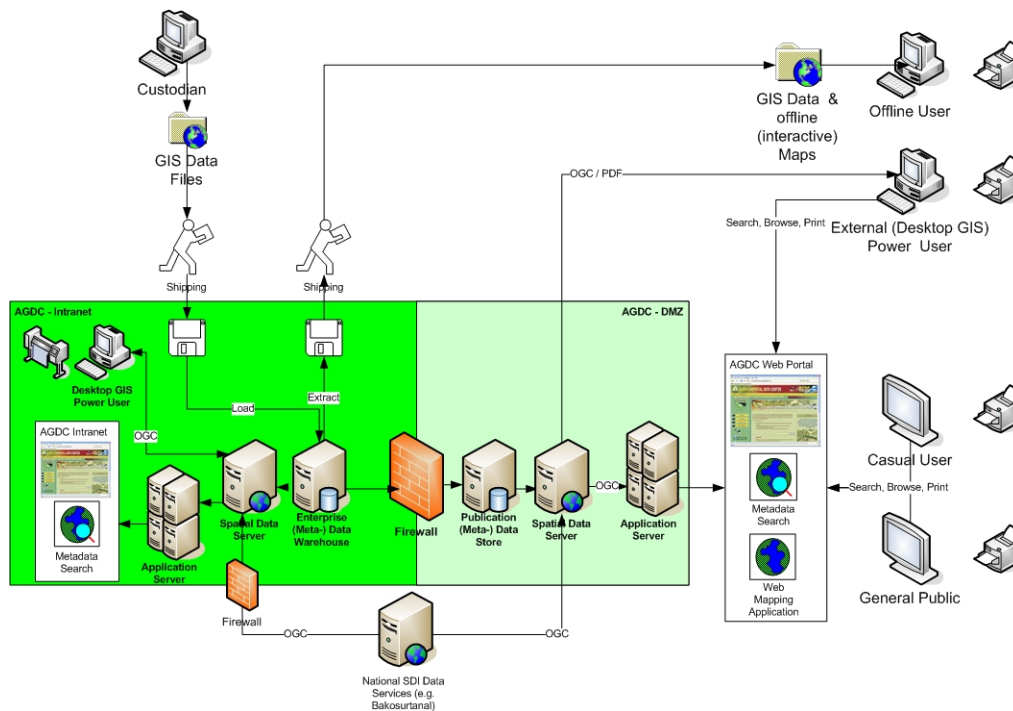 Custodian
GIS Data
Files
Shipping
Shipping
GIS Data &
offline
(interactive)
Maps
Offline User
OGC / PDF
Search, Browse, Print
External (Desktop GIS)
Power User
AGDC - Intranet
AGDC - DMZ
Desktop GIS
Power User
OGC
Load
Extract
AGDC Intranet
Metadata
Search
Application
Server
Spatial Data
Server
Enterprise
(Meta-) Data
Warehouse
Firewall
Publication
(Meta-) Data
Store
Spatial Data
Server
OGC
Application
Server
AGDC Web Portal
Metadata
Search
Web
Mapping
Application
Casual User
Search, Browse, Print
General Public
Firewall
OGC
OGC
National SDI Data
Services (e.g.
Bakosurtanal)